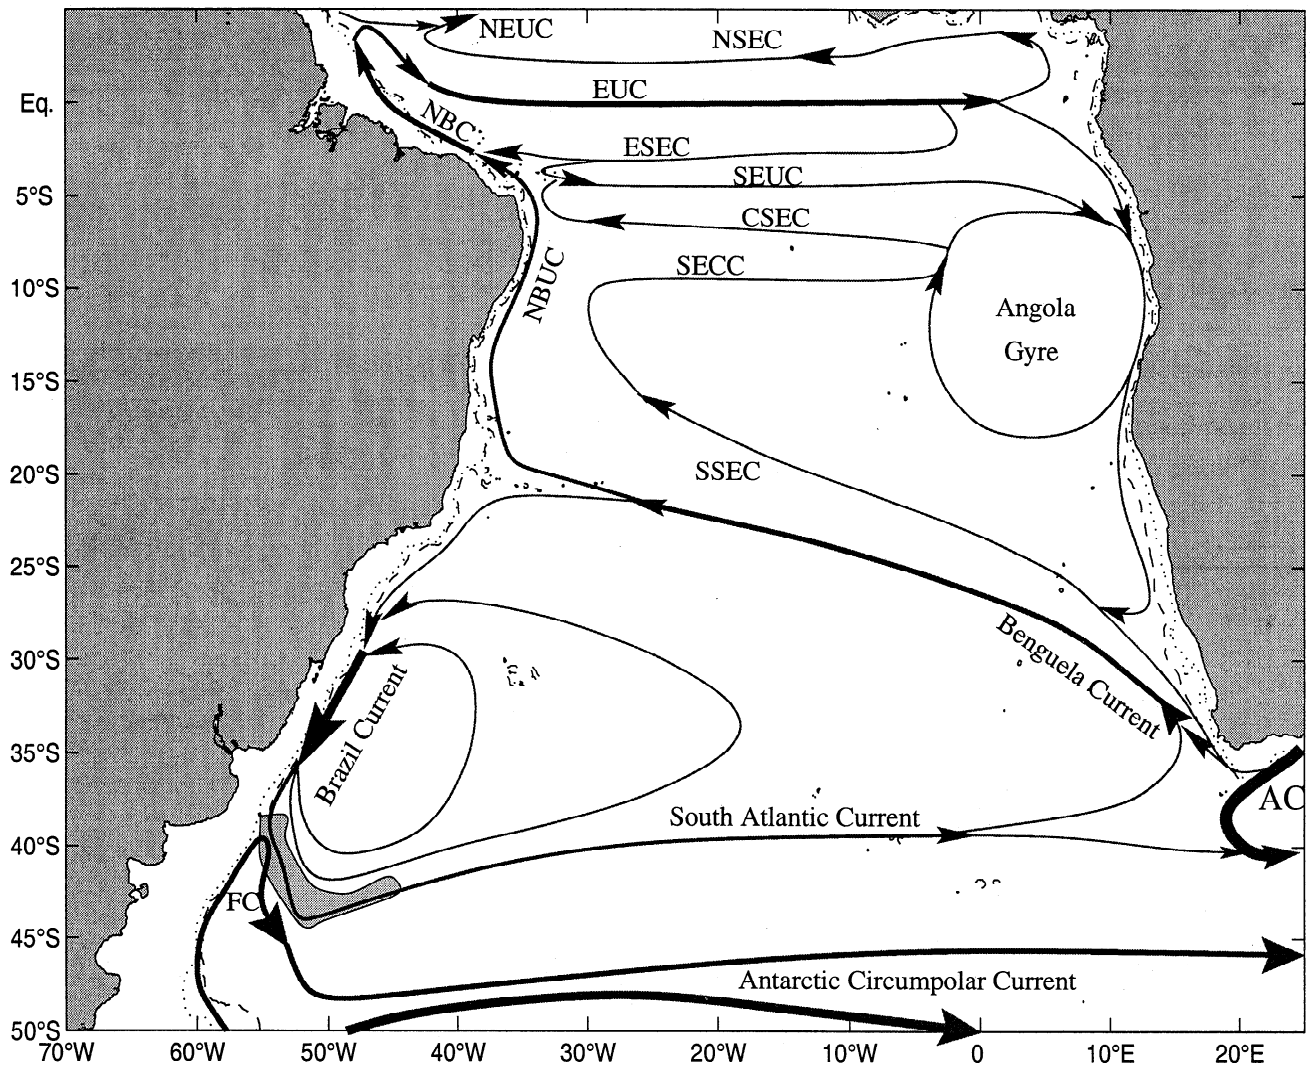 NEUC
NSEC
Eq.
EUC
NBC
ESEC
SEUC
5°S
CSEC
SECC
NBUC
10°S
Angola
Gyre
15°S
SSEC
20°S
25°S
Benguela Current
30°S
Brazil Current
35°S
AC
South Atlantic Current
40°S
FC
45°S
Antarctic Circumpolar Current
50°S
70°W 60°W 50°W 40°W 30°W 20°W 10°W 0 10°E 20°E